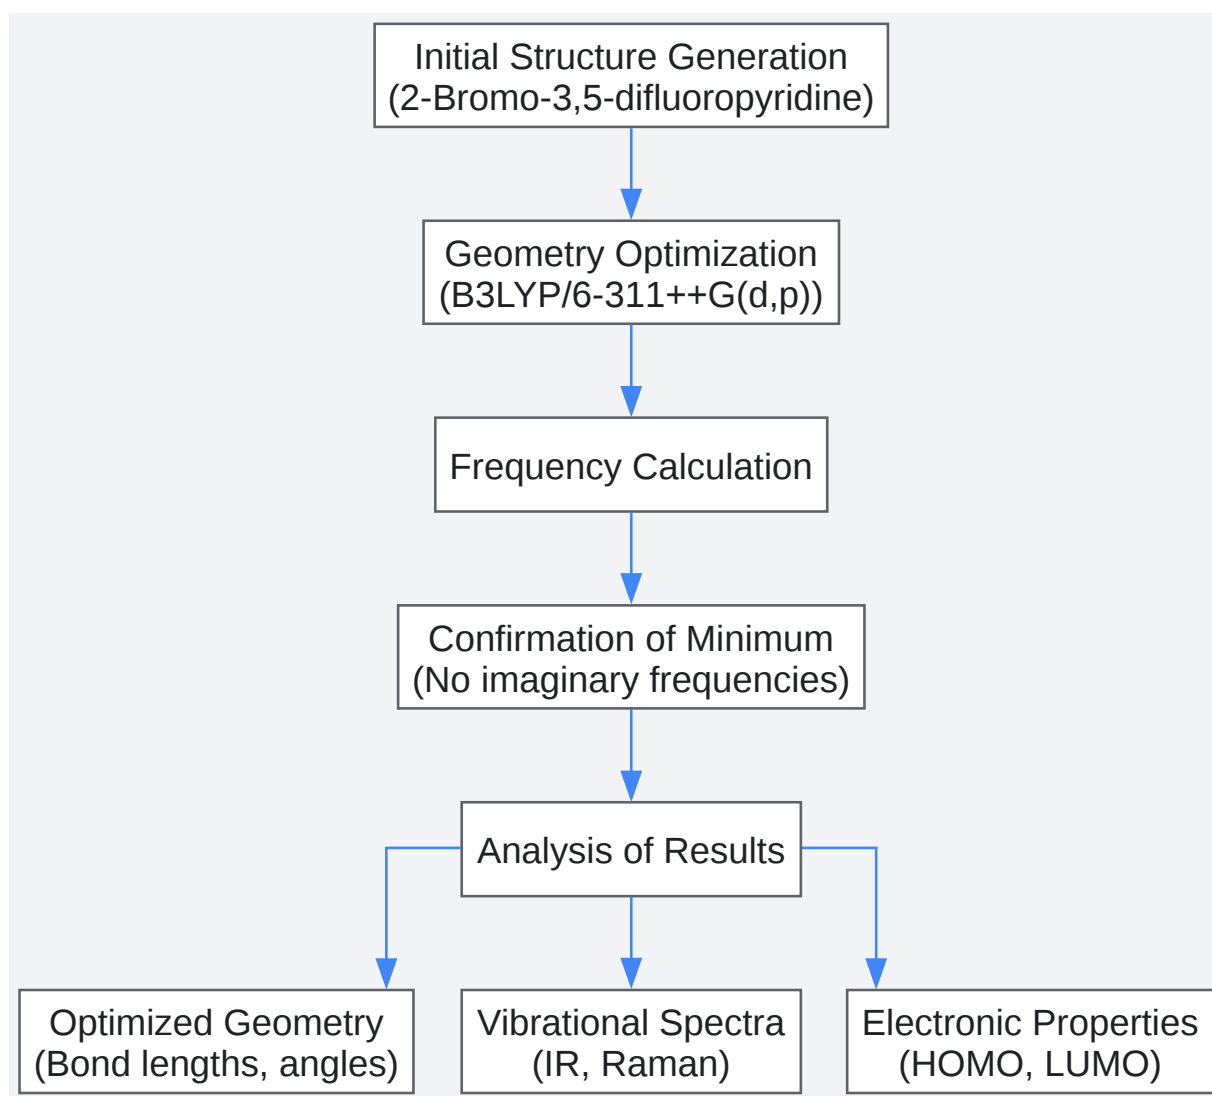 Initial Structure Generation
(2-Bromo-3,5-difluoropyridine)
Geometry Optimization
(B3LYP/6-311++G(d,p))
Frequency Calculation
Confirmation of Minimum
(No imaginary frequencies)
Analysis of Results
Optimized Geometry
(Bond lengths, angles)
Vibrational Spectra
(IR, Raman)
Electronic Properties
(HOMO, LUMO)